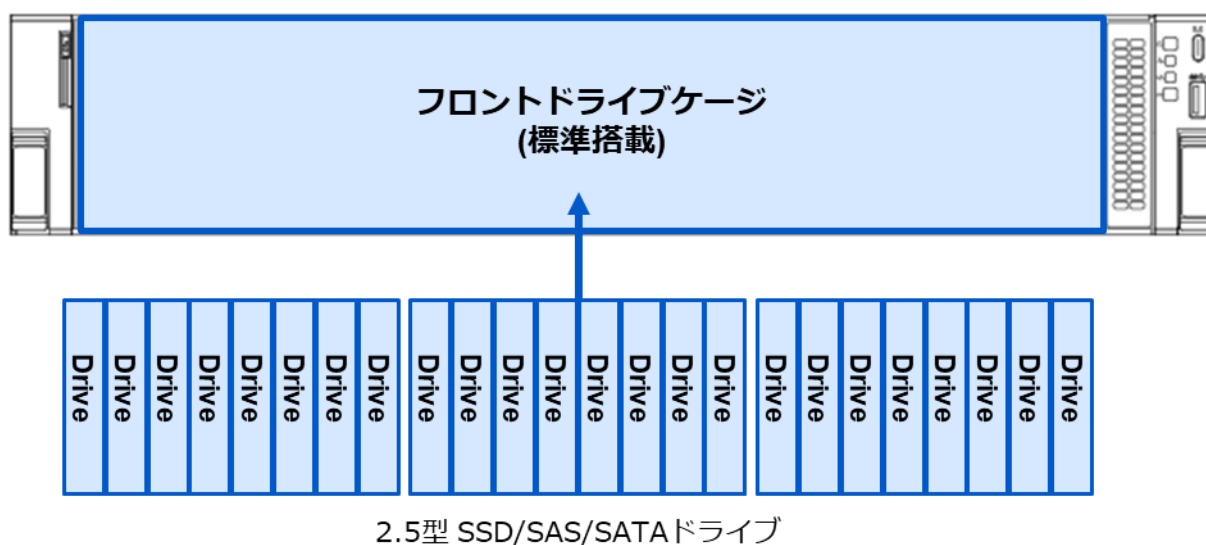 フロントドライブケージ
(標準搭載)
Drive Drive Drive Drive Drive Drive Drive Drive Drive Drive Drive Drive Drive Drive Drive Drive Drive Drive Drive Drive Drive Drive Drive Drive
2.5型 SSD/SAS/SATAドライブ